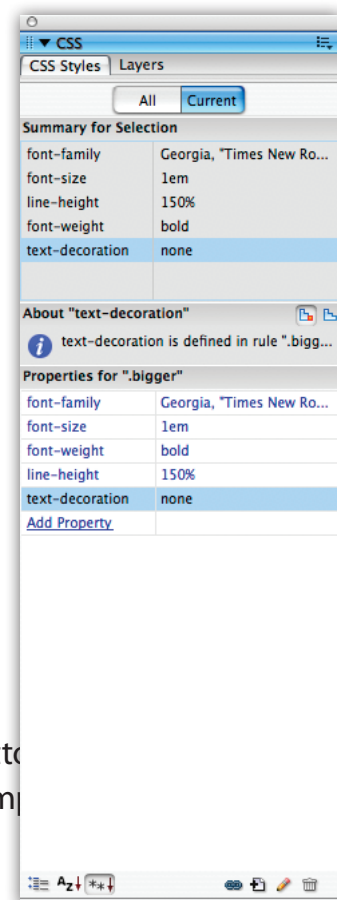 CSS
CSS Styles Layers
All Current
Summary for Selection
font-family Georgia, "Times New Ro...
font-size 1em
line-height 150%
font-weight bold
text-decoration none
About "text-decoration"
text-decoration is defined in rule ".bigg...
Properties for ".bigger"
font-family Georgia, "Times New Ro...
font-size 1em
font-weight bold
line-height 150%
text-decoration none
Add Property
Az **